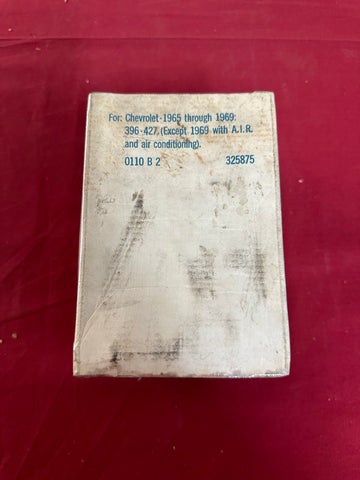 For: Chevrolet-1965 through 1969:
396-427, (Except 1969 with A.I.R.
and air conditioning).
0110 B 2 325875